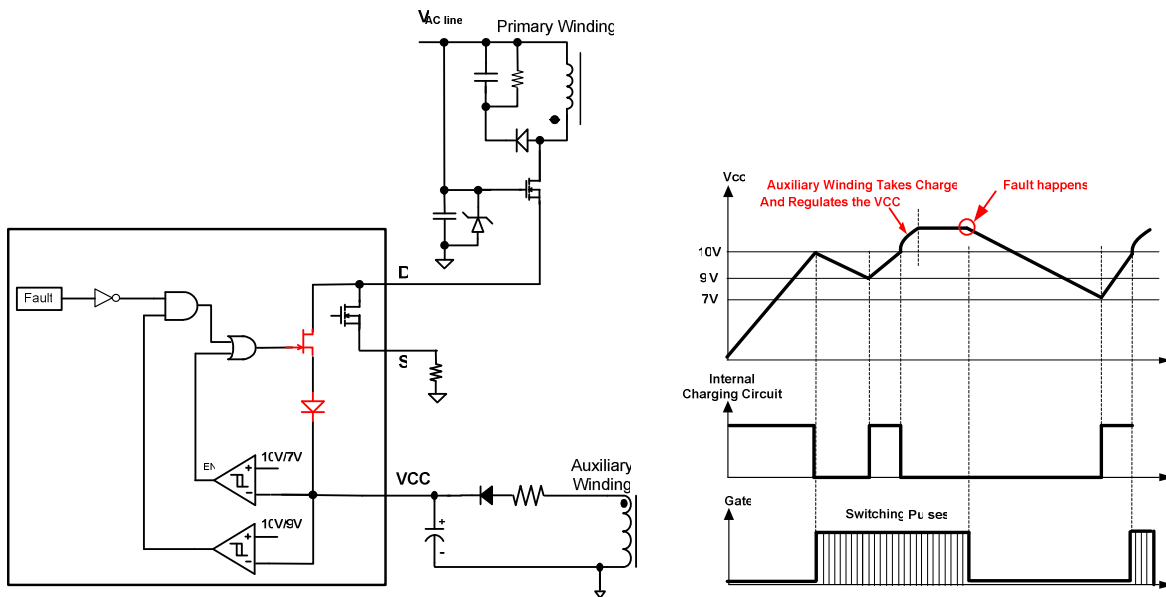 VAC line
Primary Winding
D
Fault
S
10V/7V
EN
VCC
Auxiliary
Winding
10V/9V
+
-
+
-
+
-
Vcc
Auxiliary Winding Takes Charge
And Regulates the VCC
Fault happens
10V
9V
7V
Internal
Charging Circuit
Gate
Switching Pulses